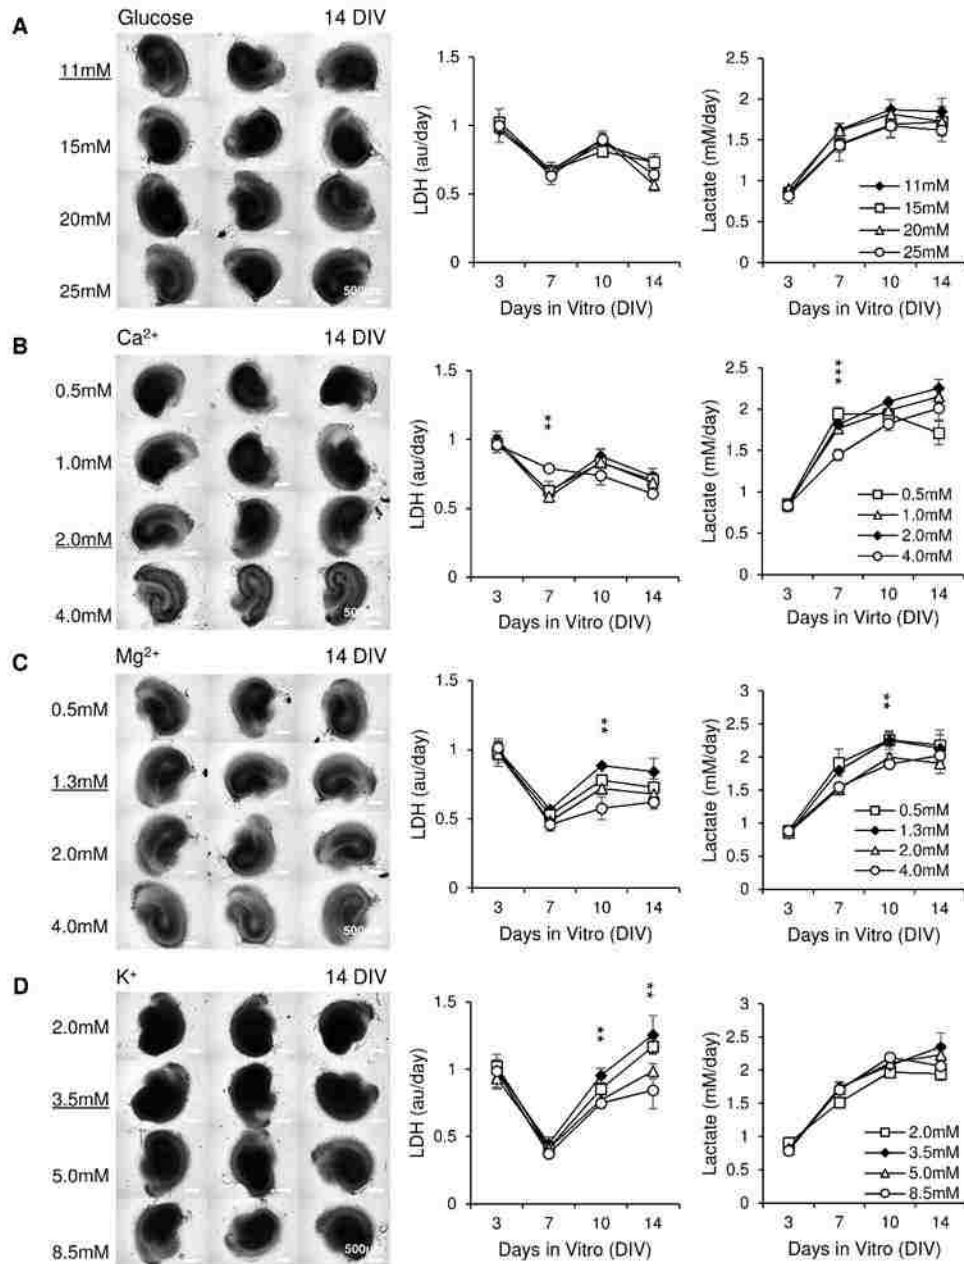 A
Glucose 14 DIV
11mM
15mM
20mM
25mM
500µm
LDH (au/day)
1.5
1
0.5
0
3 7 10 14
Days in Vitro (DIV)
Lactate (mM/day)
2.5
2
1.5
1
0.5
0
11mM
15mM
20mM
25mM
3 7 10 14
Days in Vitro (DIV)
B
Ca²⁺ 14 DIV
0.5mM
1.0mM
2.0mM
4.0mM
LDH (au/day)
1.5
1
0.5
0
**
3 7 10 14
Days in Vitro (DIV)
Lactate (mM/day)
2.5
2
1.5
1
0.5
0
***
0.5mM
1.0mM
2.0mM
4.0mM
3 7 10 14
Days in Virto (DIV)
C
Mg²⁺ 14 DIV
0.5mM
1.3mM
2.0mM
4.0mM
500µm
LDH (au/day)
1.5
1
0.5
0
**
3 7 10 14
Days in Vitro (DIV)
Lactate (mM/day)
3
2.5
2
1.5
1
0.5
0
**
0.5mM
1.3mM
2.0mM
4.0mM
3 7 10 14
Days in Vitro (DIV)
D
K⁺ 14 DIV
2.0mM
3.5mM
5.0mM
8.5mM
500µm
LDH (au/day)
1.5
1
0.5
0
**
**
3 7 10 14
Days in Vitro (DIV)
Lactate (mM/day)
3
2.5
2
1.5
1
0.5
0
2.0mM
3.5mM
5.0mM
8.5mM
3 7 10 14
Days in Vitro (DIV)